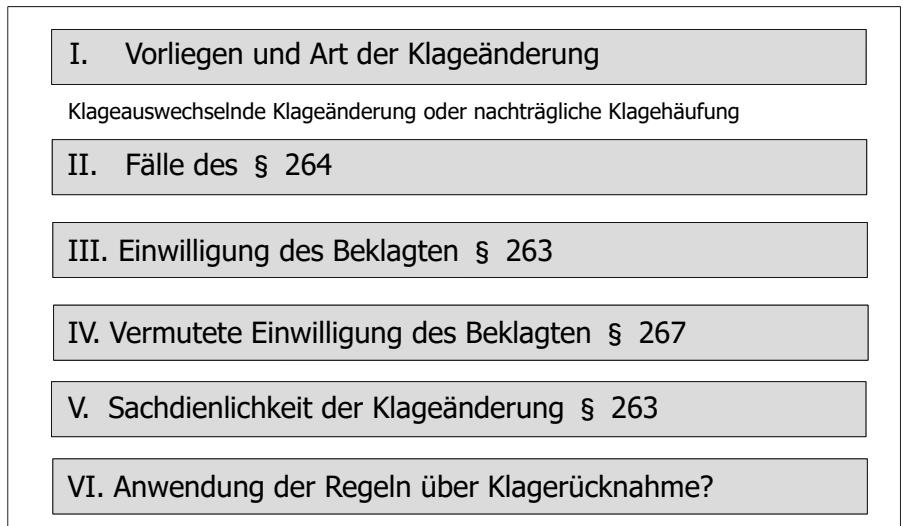 I. Vorliegen und Art der Klageänderung
Klageauswechselnde Klageänderung oder nachträgliche Klagehäufung
II. Fälle des § 264
III. Einwilligung des Beklagten § 263
IV. Vermutete Einwilligung des Beklagten § 267
V. Sachdienlichkeit der Klageänderung § 263
VI. Anwendung der Regeln über Klagerücknahme?